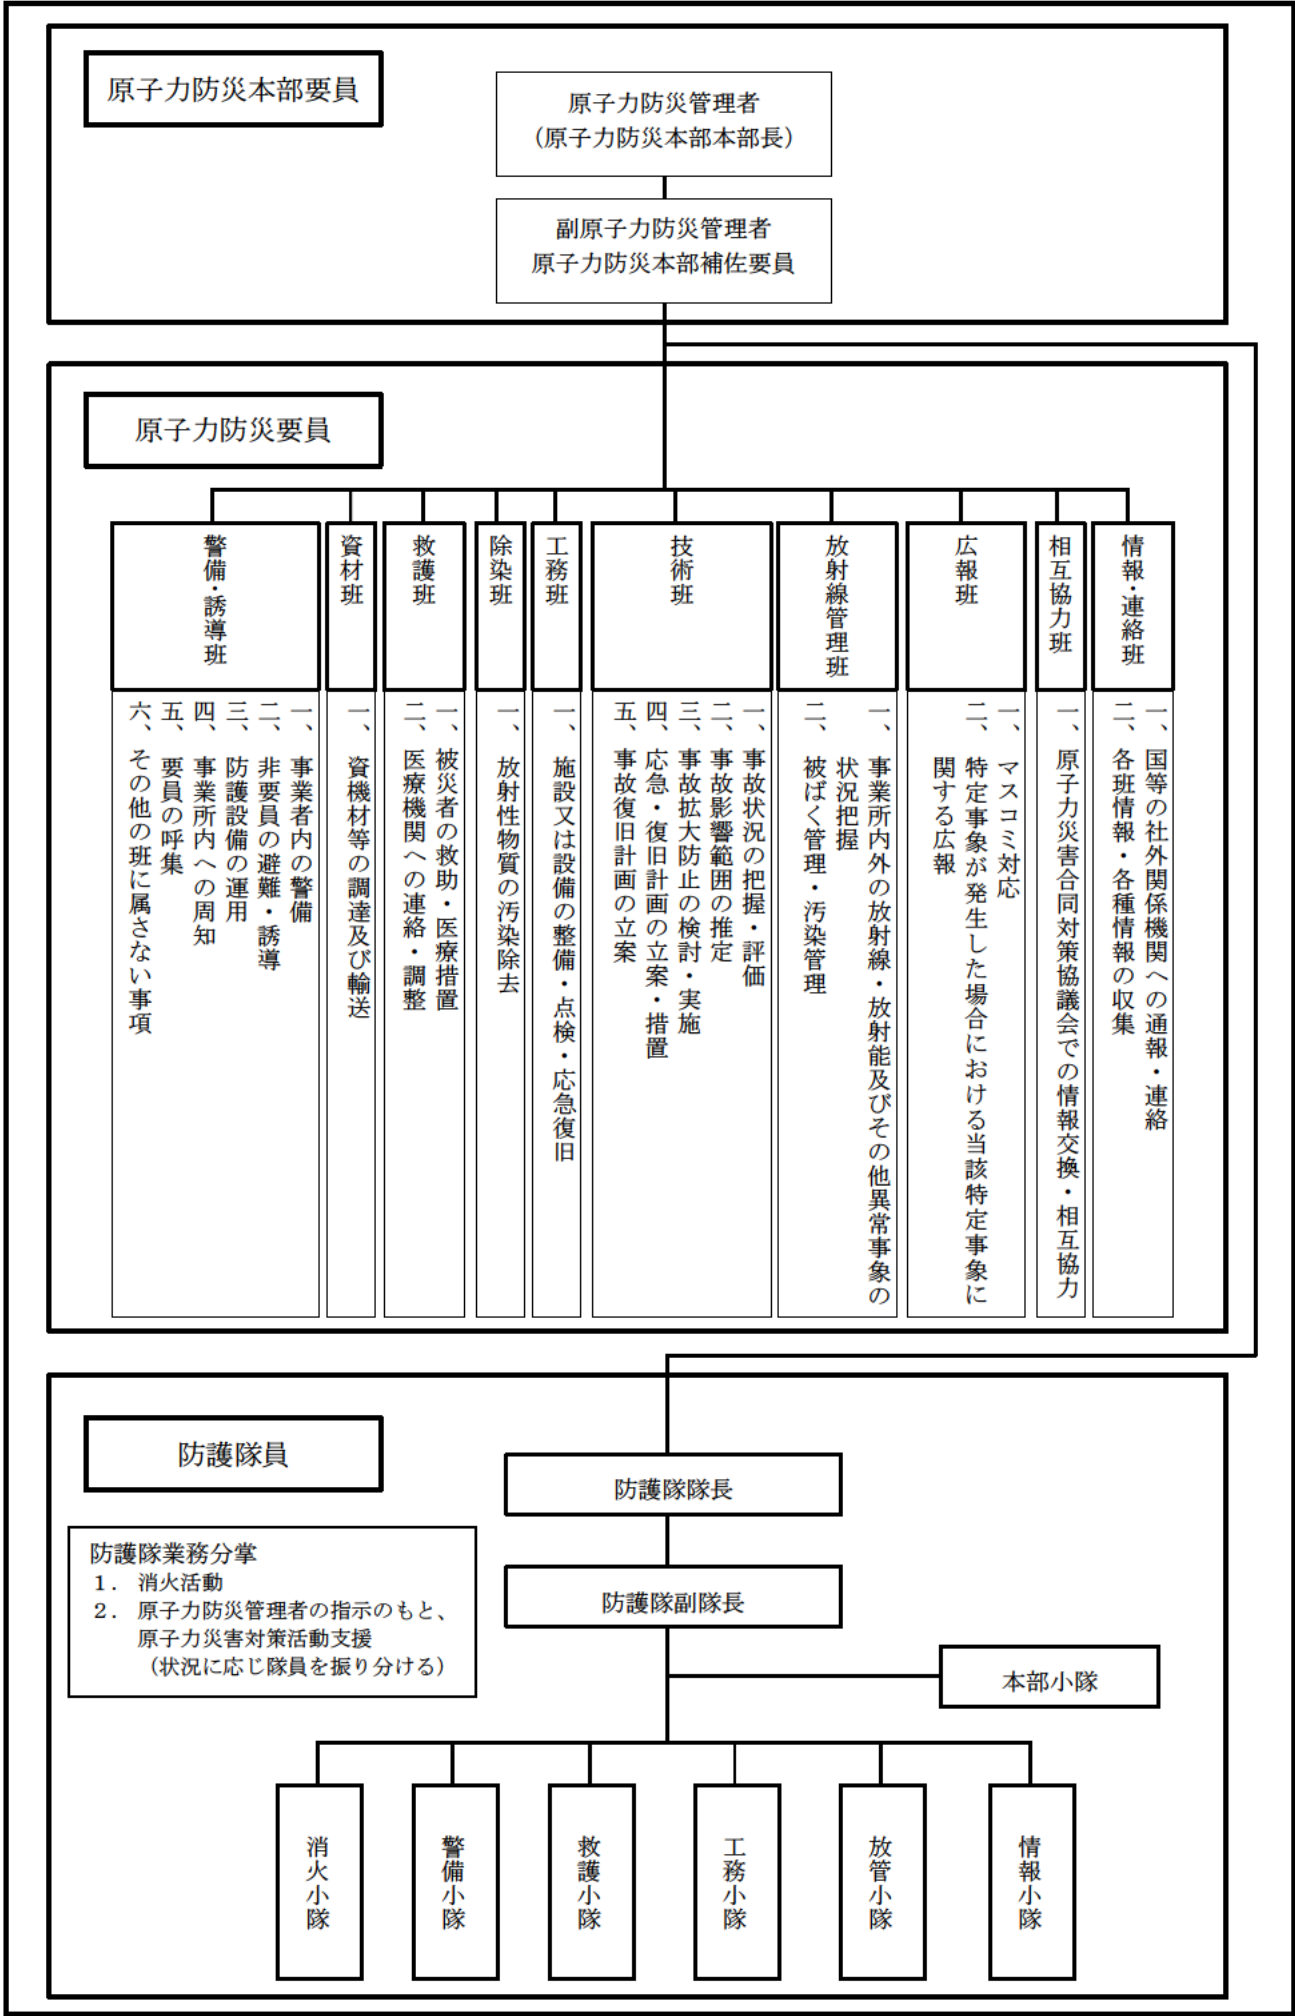 原子力防災本部要員
原子力防災管理者
（原子力防災本部本部長）
副原子力防災管理者
原子力防災本部補佐要員
原子力防災要員
情報・連絡班
一、国等の社外関係機関への通報・連絡
二、各班情報・各種情報の収集
相互協力班
一、原子力災害合同対策協議会での情報交換・相互協力
広報班
一、マスコミ対応
二、特定事象が発生した場合における当該特定事象に
関する広報
放射線管理班
一、事業所内外の放射線・放射能及びその他異常事象の
状況把握
二、被ばく管理・汚染管理
技術班
一、事故状況の把握・評価
二、事故影響範囲の推定
三、事故拡大防止の検討・実施
四、応急・復旧計画の立案・措置
五、事故復旧計画の立案
工務班
一、施設又は設備の整備・点検・応急復旧
除染班
一、放射性物質の汚染除去
救護班
一、被災者の救助・医療措置
二、医療機関への連絡・調整
資材班
一、資機材等の調達及び輸送
警備・誘導班
一、事業者内の警備
二、非要員の避難・誘導
三、防護設備の運用
四、事業所内への周知
五、要員の呼集
六、その他の班に属さない事項
防護隊員
防護隊隊長
防護隊業務分掌
１． 消火活動
２． 原子力防災管理者の指示のもと、
原子力災害対策活動支援
（状況に応じ隊員を振り分ける）
防護隊副隊長
本部小隊
消火小隊
警備小隊
救護小隊
工務小隊
放管小隊
情報小隊